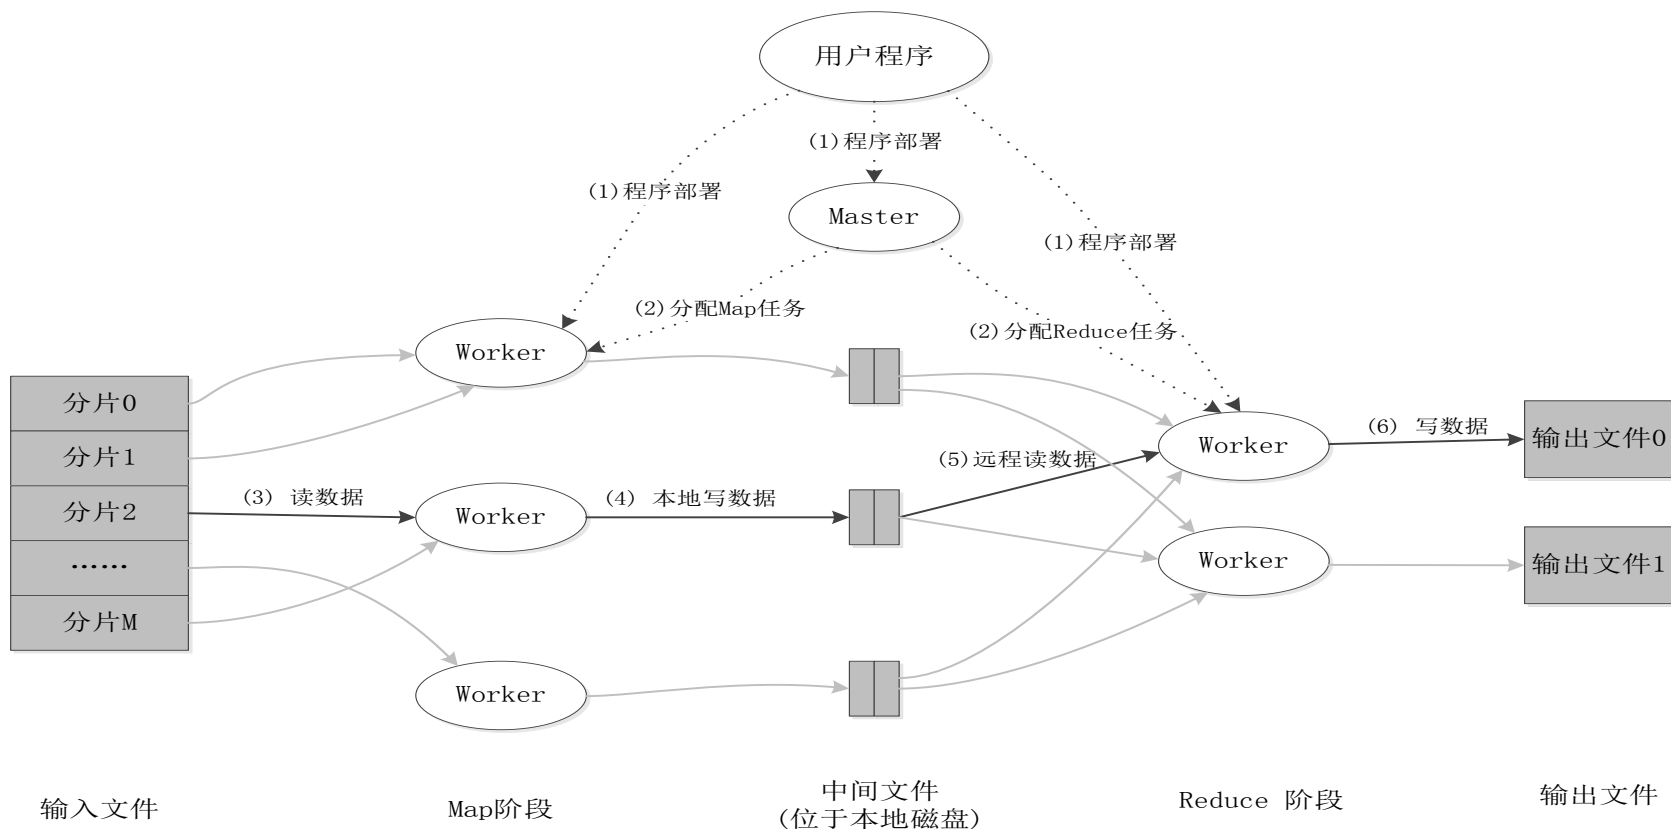 用户程序
(1)程序部署
(1)程序部署
Master
(1)程序部署
(2)分配Map任务
(2)分配Reduce任务
Worker
分片0
分片1
分片2
……
分片M
(3) 读数据
Worker
(4) 本地写数据
(5)远程读数据
Worker
(6) 写数据
输出文件0
Worker
输出文件1
Worker
输入文件
Map阶段
中间文件
(位于本地磁盘)
Reduce 阶段
输出文件